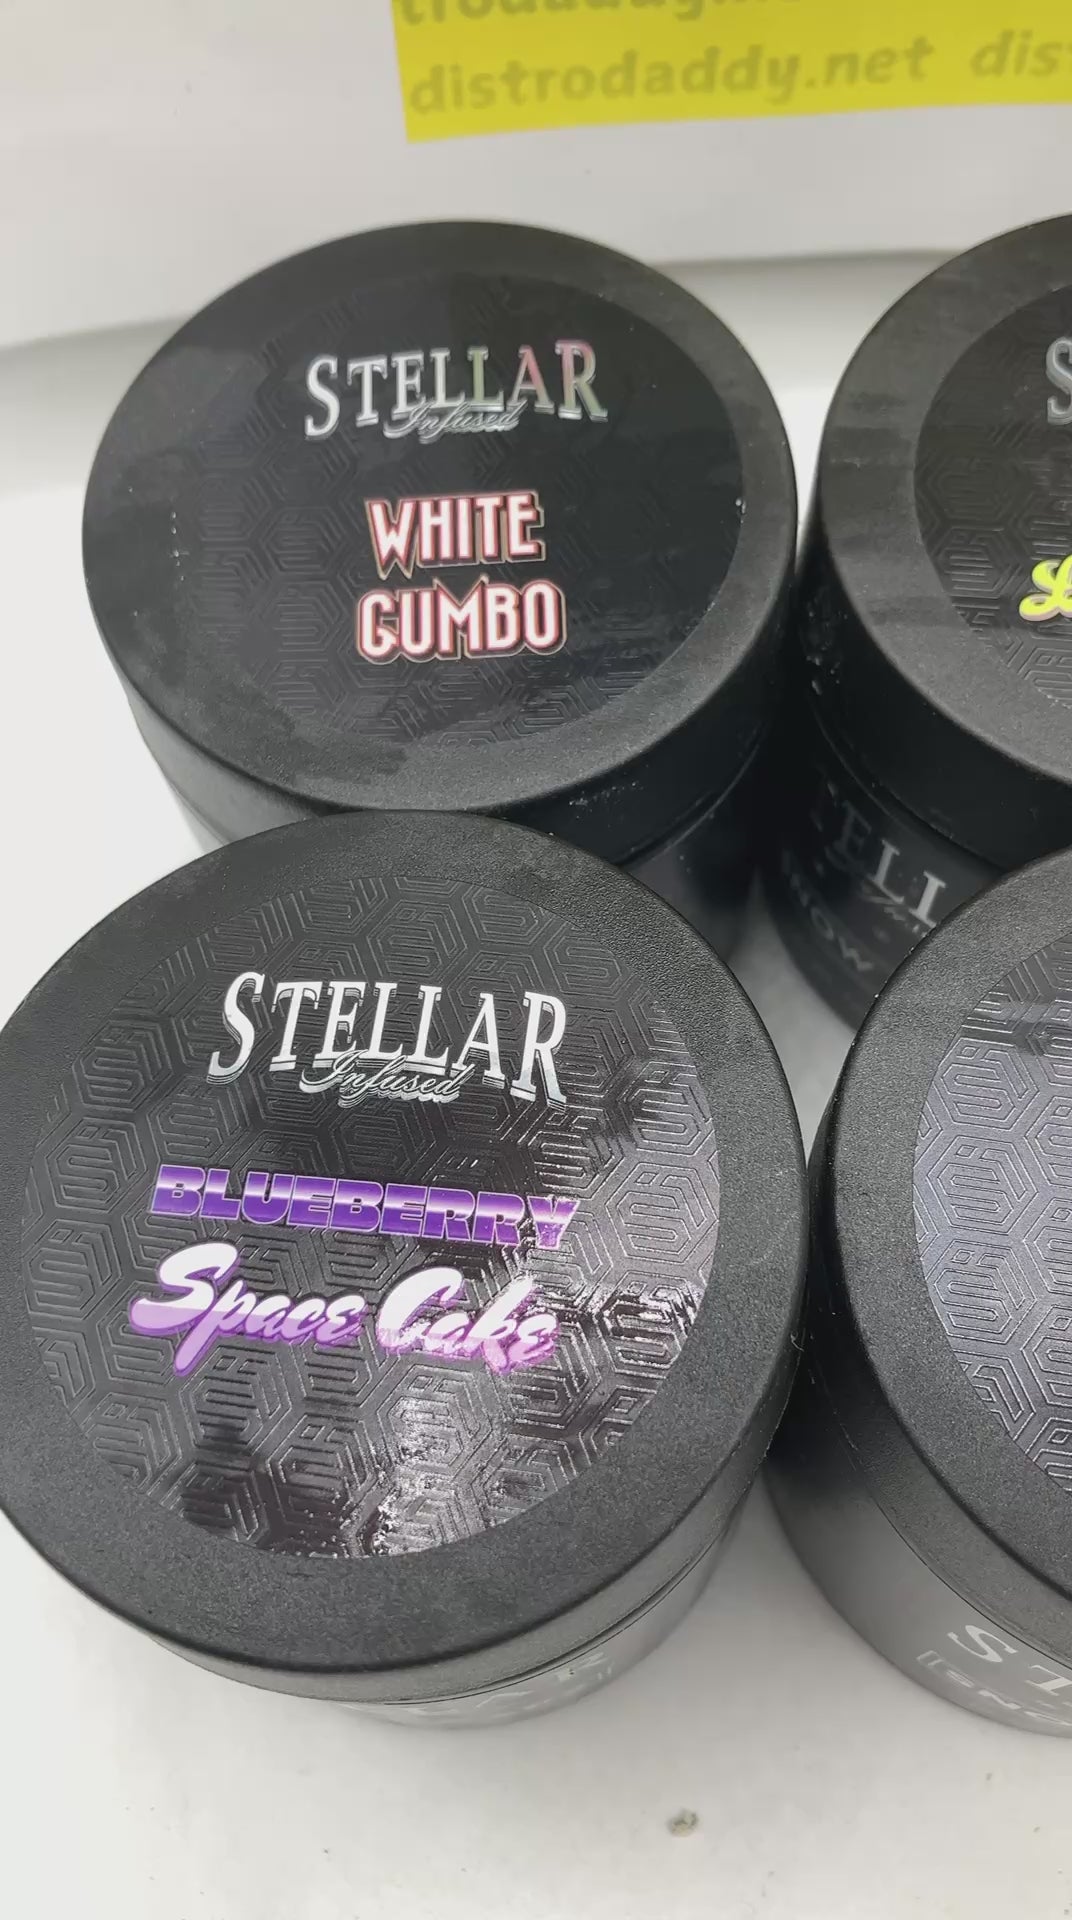 distrodaddy.net
STELLAR
Infused
WHITE
GUMBO
STELLAR
Infused
BLUEBERRY
Space Cake